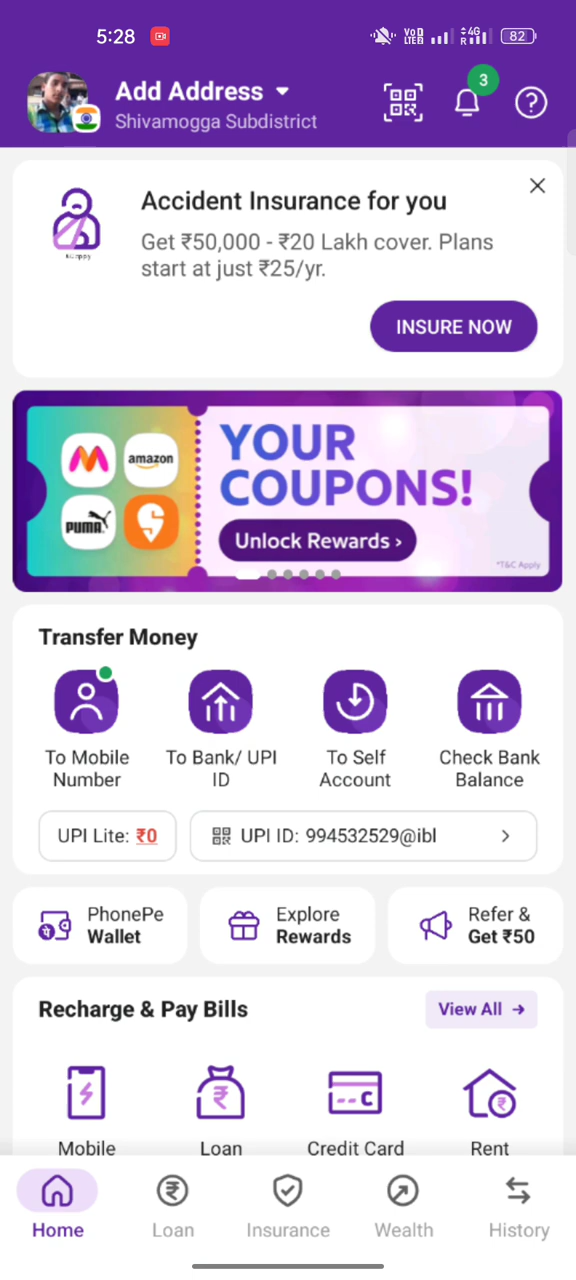 5:28
VoD LTED
4G
R
82
Add Address
Shivamogga Subdistrict
3
?
Accident Insurance for you
Get ₹50,000 - ₹20 Lakh cover. Plans
start at just ₹25/yr.
INSURE NOW
amazon
PUMA
YOUR
COUPONS!
Unlock Rewards ›
*T&C Apply
Transfer Money
To Mobile
Number
To Bank/ UPI
ID
To Self
Account
Check Bank
Balance
UPI Lite: ₹0
UPI ID: 994532529@ibl
PhonePe
Wallet
Explore
Rewards
Refer &
Get ₹50
Recharge & Pay Bills
View All
Mobile
Loan
Credit Card
Rent
Home
Loan
Insurance
Wealth
History